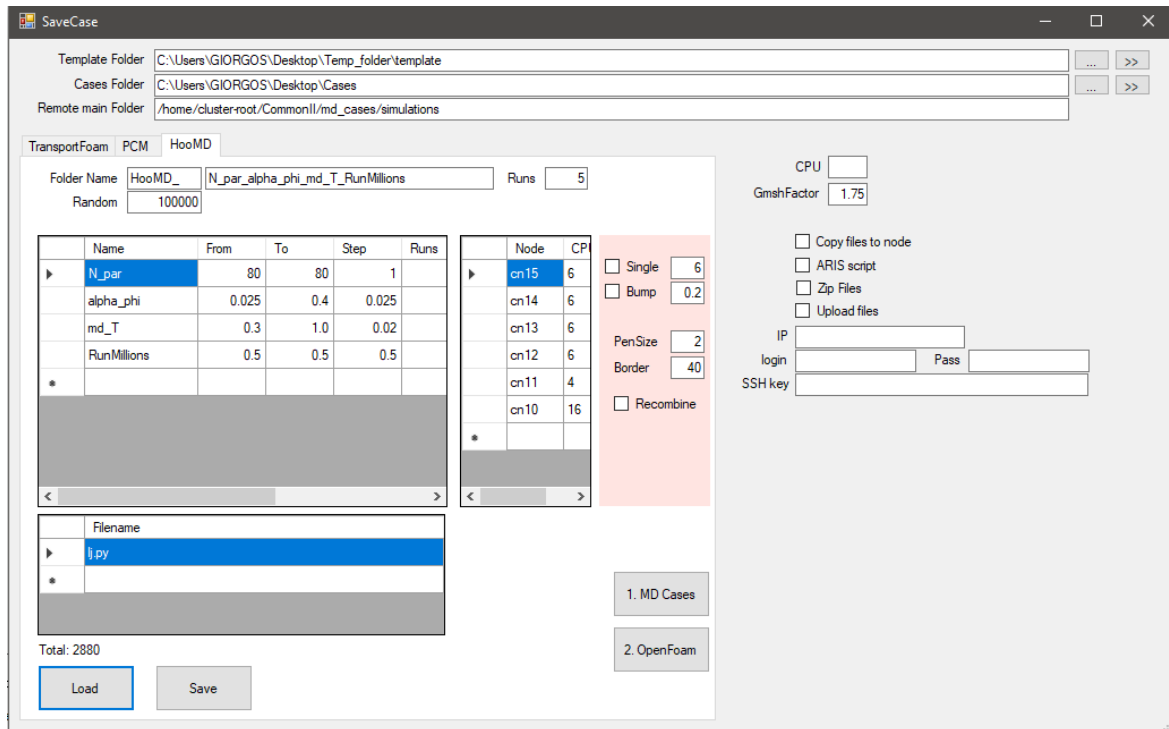 SaveCase
Template Folder C:\Users\GIORGOS\Desktop\Temp_folder\template ... >>
Cases Folder C:\Users\GIORGOS\Desktop\Cases ... >>
Remote main Folder /home/cluster-root/CommonII/md_cases/simulations
TransportFoam PCM HooMD
Folder Name HooMD_ N_par_alpha_phi_md_T_RunMillions Runs 5
Random 100000
CPU
GmshFactor 1.75
Name From To Step Runs
N_par 80 80 1
alpha_phi 0.025 0.4 0.025
md_T 0.3 1.0 0.02
RunMillions 0.5 0.5 0.5
Node CPU
cn15 6
cn14 6
cn13 6
cn12 6
cn11 4
cn10 16
Single 6
Bump 0.2
PenSize 2
Border 40
Recombine
Copy files to node
ARIS script
Zip Files
Upload files
IP
login Pass
SSH key
Filename
lj.py
1. MD Cases
2. OpenFoam
Total: 2880
Load Save